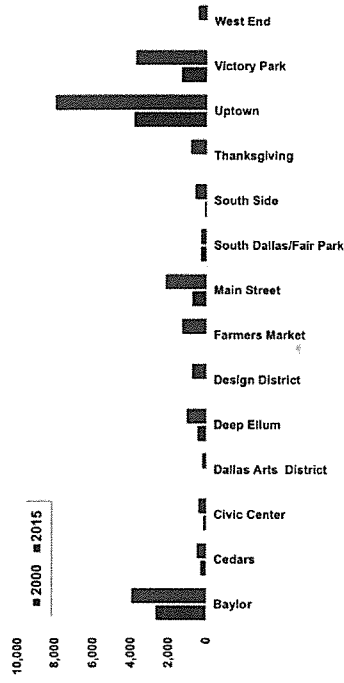 West End
Victory Park
Uptown
Thanksgiving
South Side
South Dallas/Fair Park
Main Street
Farmers Market
Design District
Deep Ellum
Dallas Arts District
Civic Center
Cedars
Baylor
2000 2015
10,000
8,000
6,000
4,000
2,000
0